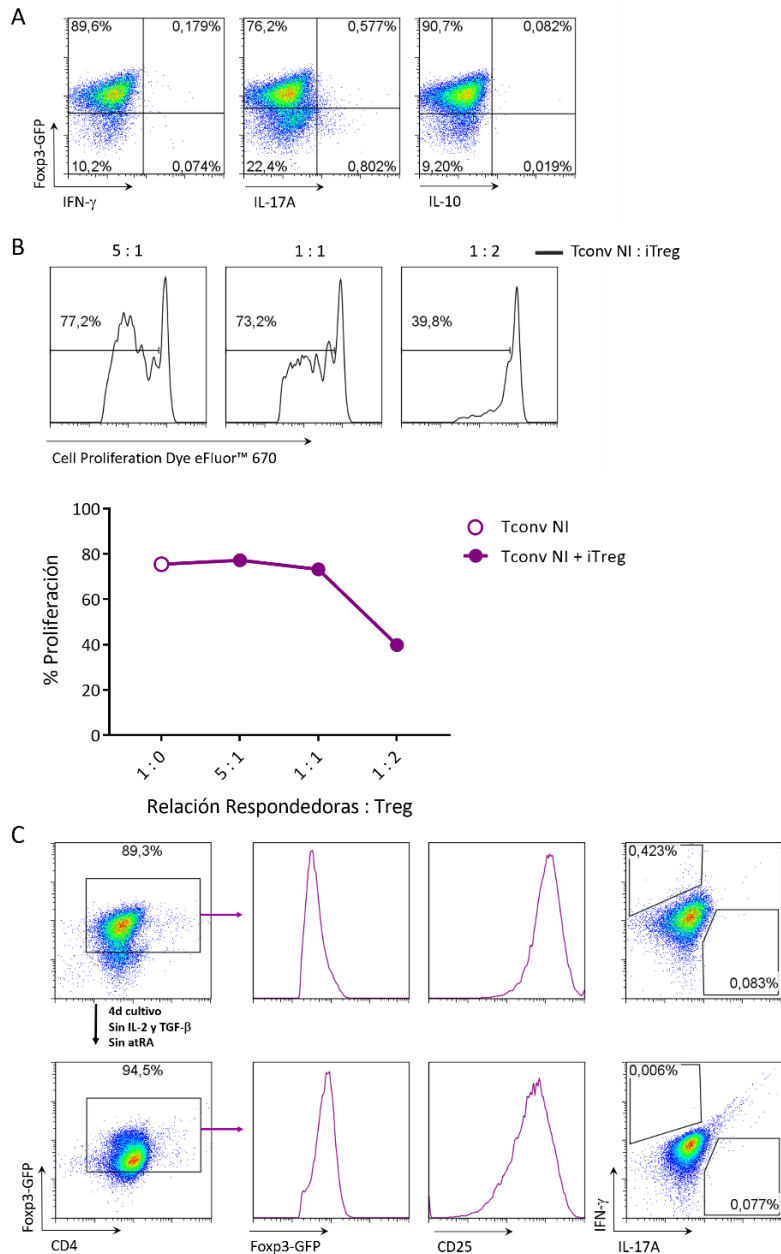 A
89,6% 0,179% 76,2% 0,577% 90,7% 0,082%
10,2% 0,074% 22,4% 0,802% 9,20% 0,019%
Foxp3-GFP
IFN-γ IL-17A IL-10
B
5 : 1 1 : 1 1 : 2 Tconv NI : iTreg
77,2% 73,2% 39,8%
Cell Proliferation Dye eFluor™ 670
100
80
60
40
20
0
% Proliferación
Tconv NI
Tconv NI + iTreg
1 : 0 5 : 1 1 : 1 1 : 2
Relación Respondedoras : Treg
C
89,3% 0,423%
0,083%
4d cultivo
Sin IL-2 y TGF-β
Sin atRA
94,5% 0,006%
0,077%
Foxp3-GFP
IFN-γ
CD4 Foxp3-GFP CD25 IL-17A